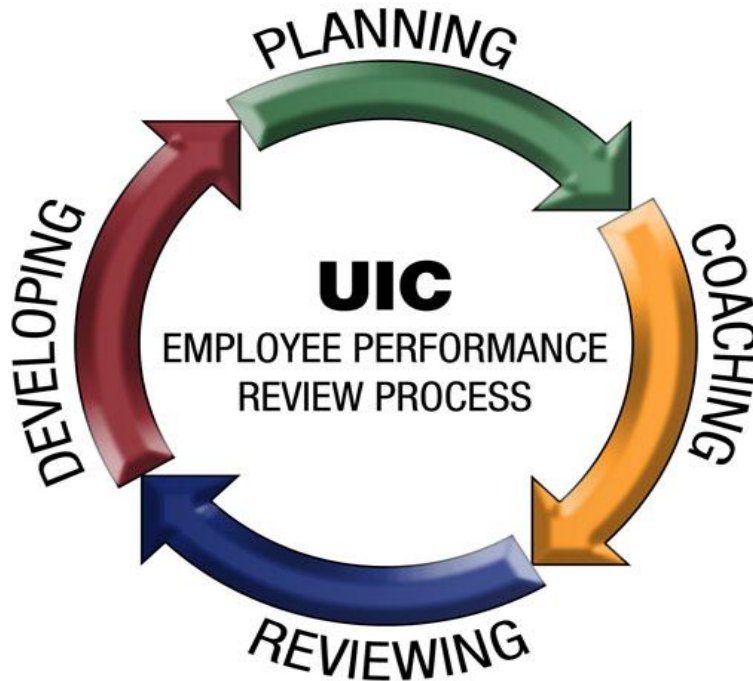 PLANNING
COACHING
REVIEWING
DEVELOPING
UIC
EMPLOYEE PERFORMANCE
REVIEW PROCESS